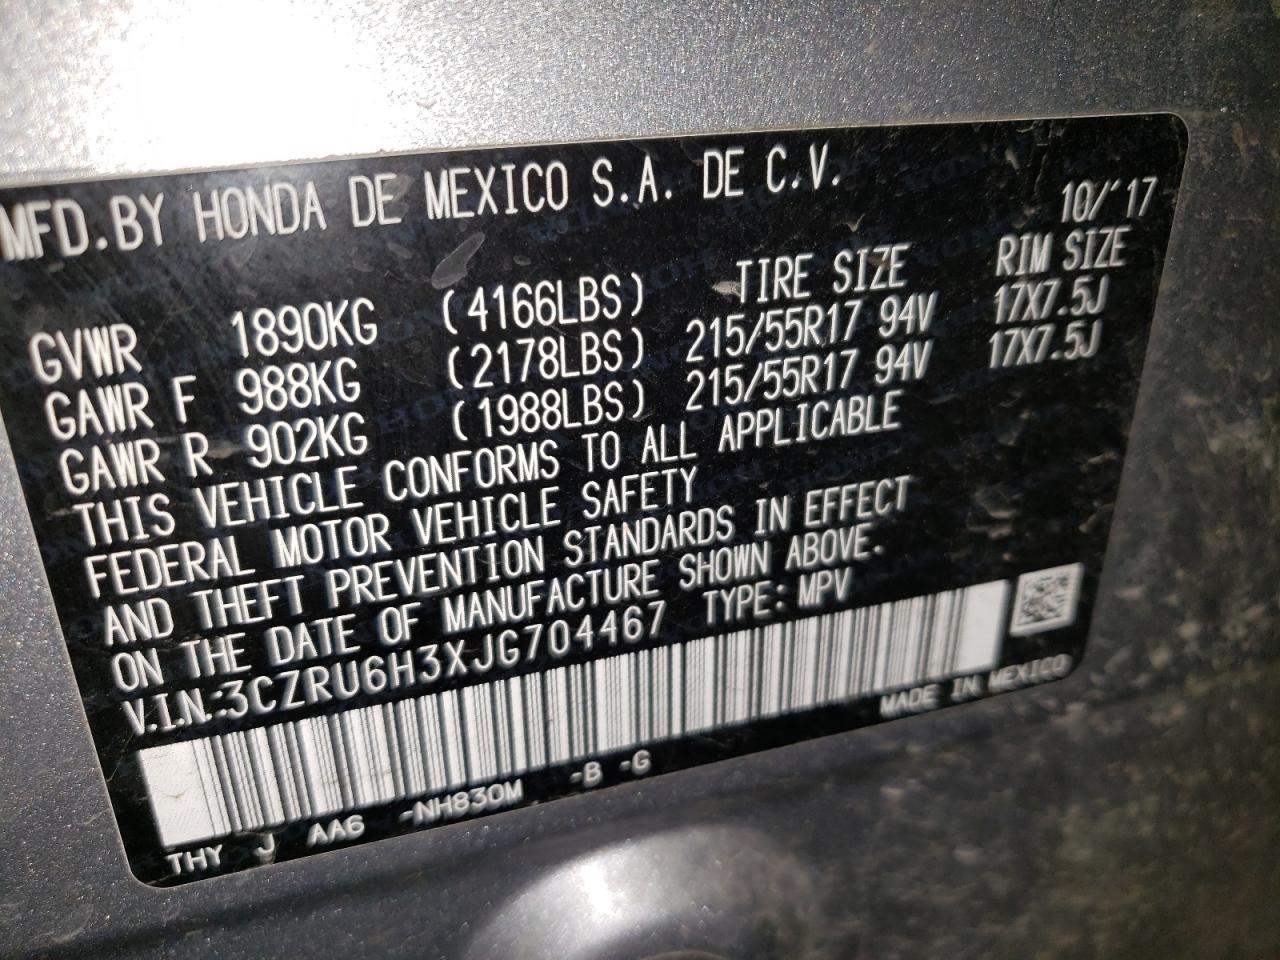 MFD.BY HONDA DE MEXICO S.A. DE C.V.
10/'17
TIRE SIZE RIM SIZE
GVWR 1890KG (4166LBS)
GAWR F 988KG (2178LBS) 215/55R17 94V 17X7.5J
GAWR R 902KG (1988LBS) 215/55R17 94V 17X7.5J
THIS VEHICLE CONFORMS TO ALL APPLICABLE
FEDERAL MOTOR VEHICLE SAFETY
AND THEFT PREVENTION STANDARDS IN EFFECT
ON THE DATE OF MANUFACTURE SHOWN ABOVE.
V.I.N.:3CZRU6H3XJG704467 TYPE: MPV
MADE IN MEXICO
THY J AA6 -NH830M -B -G